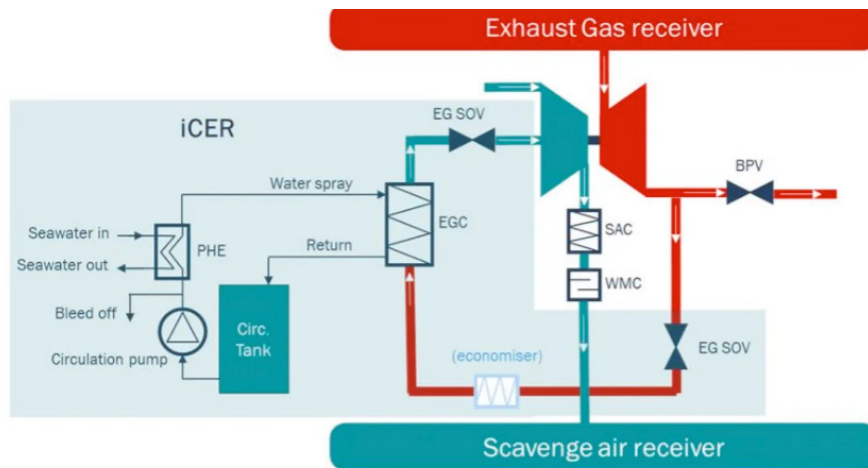 Exhaust Gas receiver
iCER
EG SOV
BPV
Water spray
EGC
Seawater in
PHE
SAC
Seawater out
Return
WMC
Bleed off
Circ.
Tank
Circulation pump
(economiser)
EG SOV
Scavenge air receiver